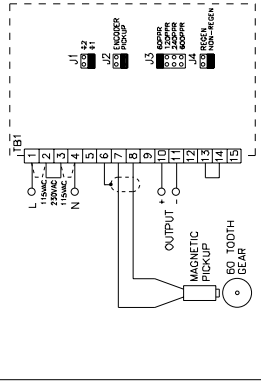 J1
÷2
÷1
J2
ENCODER
PICKUP
J3
60PPR
120PPR
240PPR
600PPR
J4
REGEN
NON-REGEN
TB1
1
2
3
4
5
6
7
8
9
10
11
12
13
14
15
L
115VAC
230VAC
115VAC
N
+
OUTPUT
-
MAGNETIC
PICKUP
60 TOOTH
GEAR